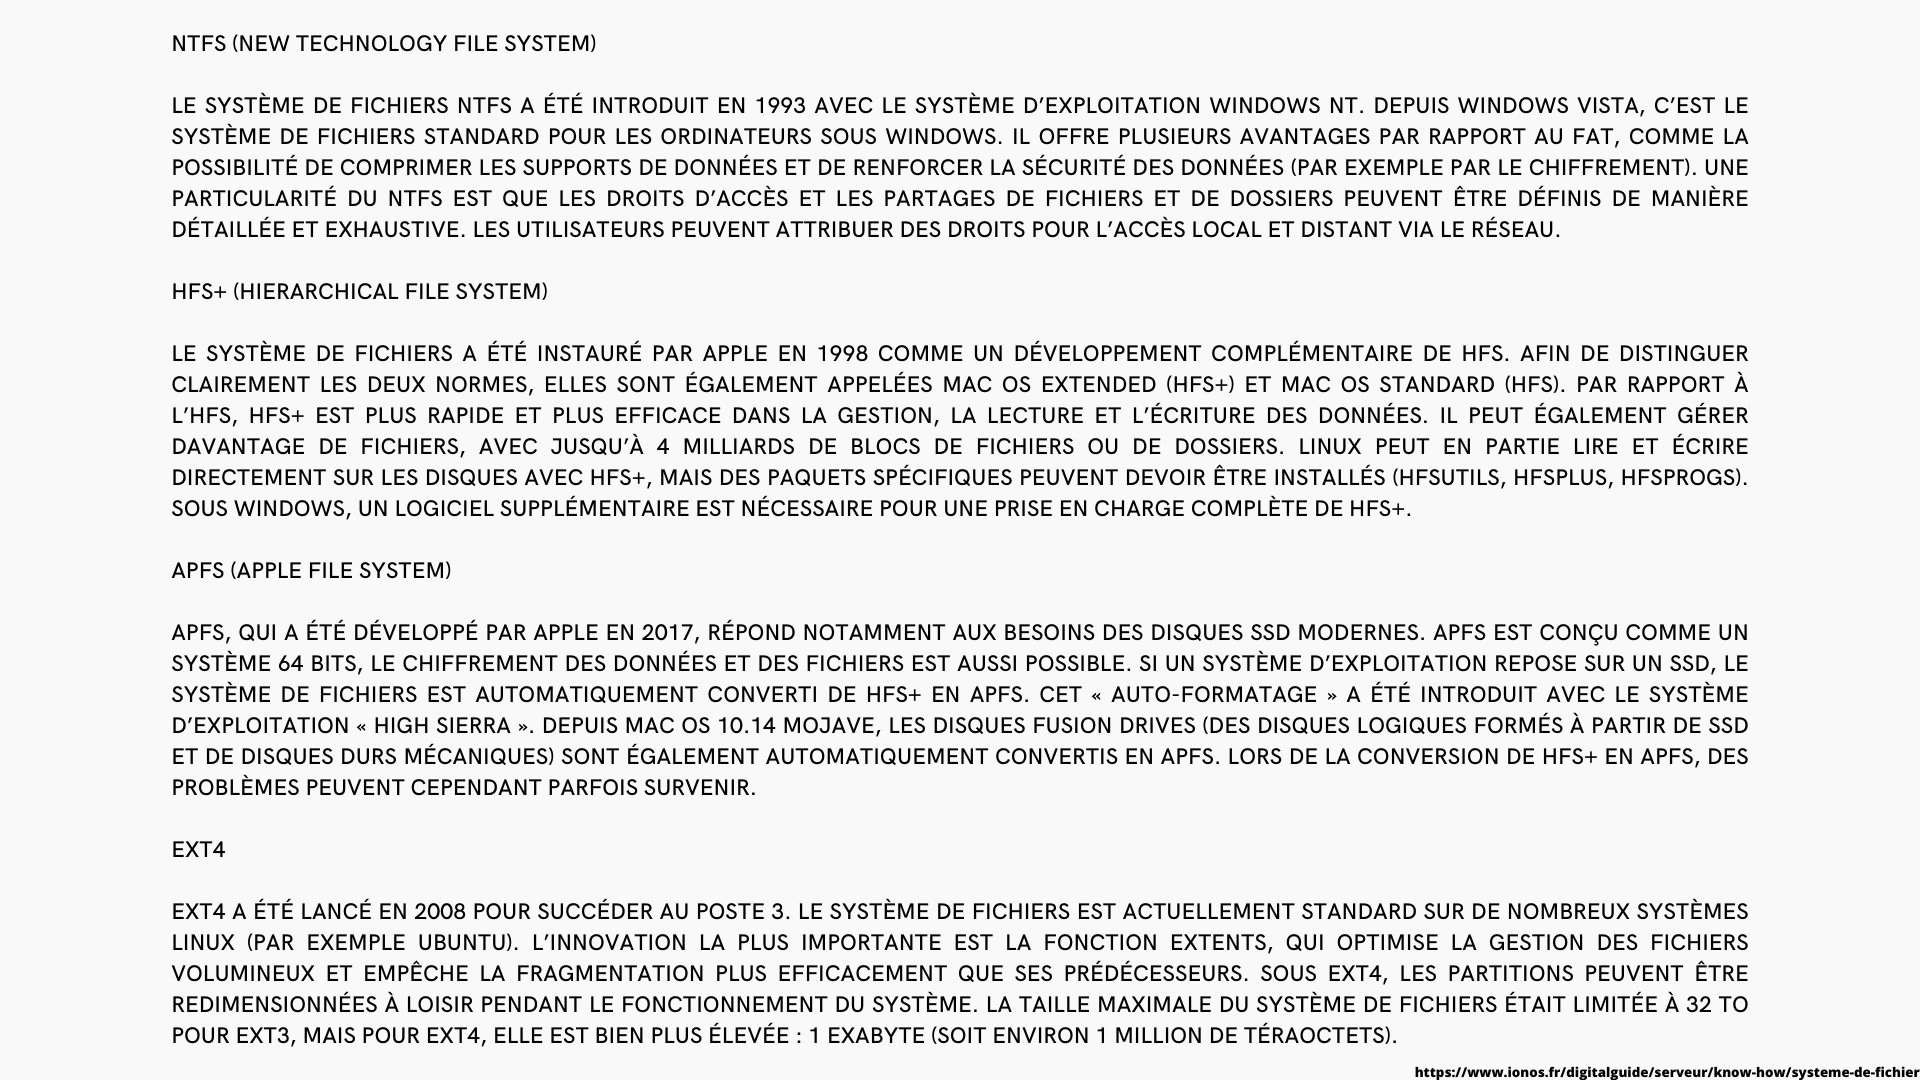 NTFS (NEW TECHNOLOGY FILE SYSTEM)
LE SYSTÈME DE FICHIERS NTFS A ÉTÉ INTRODUIT EN 1993 AVEC LE SYSTÈME D’EXPLOITATION WINDOWS NT. DEPUIS WINDOWS VISTA, C’EST LE
SYSTÈME DE FICHIERS STANDARD POUR LES ORDINATEURS SOUS WINDOWS. IL OFFRE PLUSIEURS AVANTAGES PAR RAPPORT AU FAT, COMME LA
POSSIBILITÉ DE COMPRIMER LES SUPPORTS DE DONNÉES ET DE RENFORCER LA SÉCURITÉ DES DONNÉES (PAR EXEMPLE PAR LE CHIFFREMENT). UNE
PARTICULARITÉ DU NTFS EST QUE LES DROITS D’ACCÈS ET LES PARTAGES DE FICHIERS ET DE DOSSIERS PEUVENT ÊTRE DÉFINIS DE MANIÈRE
DÉTAILLÉE ET EXHAUSTIVE. LES UTILISATEURS PEUVENT ATTRIBUER DES DROITS POUR L’ACCÈS LOCAL ET DISTANT VIA LE RÉSEAU.
HFS+ (HIERARCHICAL FILE SYSTEM)
LE SYSTÈME DE FICHIERS A ÉTÉ INSTAURÉ PAR APPLE EN 1998 COMME UN DÉVELOPPEMENT COMPLÉMENTAIRE DE HFS. AFIN DE DISTINGUER
CLAIREMENT LES DEUX NORMES, ELLES SONT ÉGALEMENT APPELÉES MAC OS EXTENDED (HFS+) ET MAC OS STANDARD (HFS). PAR RAPPORT À
L’HFS, HFS+ EST PLUS RAPIDE ET PLUS EFFICACE DANS LA GESTION, LA LECTURE ET L’ÉCRITURE DES DONNÉES. IL PEUT ÉGALEMENT GÉRER
DAVANTAGE DE FICHIERS, AVEC JUSQU’À 4 MILLIARDS DE BLOCS DE FICHIERS OU DE DOSSIERS. LINUX PEUT EN PARTIE LIRE ET ÉCRIRE
DIRECTEMENT SUR LES DISQUES AVEC HFS+, MAIS DES PAQUETS SPÉCIFIQUES PEUVENT DEVOIR ÊTRE INSTALLÉS (HFSUTILS, HFSPLUS, HFSPROGS).
SOUS WINDOWS, UN LOGICIEL SUPPLÉMENTAIRE EST NÉCESSAIRE POUR UNE PRISE EN CHARGE COMPLÈTE DE HFS+.
APFS (APPLE FILE SYSTEM)
APFS, QUI A ÉTÉ DÉVELOPPÉ PAR APPLE EN 2017, RÉPOND NOTAMMENT AUX BESOINS DES DISQUES SSD MODERNES. APFS EST CONÇU COMME UN
SYSTÈME 64 BITS, LE CHIFFREMENT DES DONNÉES ET DES FICHIERS EST AUSSI POSSIBLE. SI UN SYSTÈME D’EXPLOITATION REPOSE SUR UN SSD, LE
SYSTÈME DE FICHIERS EST AUTOMATIQUEMENT CONVERTI DE HFS+ EN APFS. CET « AUTO-FORMATAGE » A ÉTÉ INTRODUIT AVEC LE SYSTÈME
D’EXPLOITATION « HIGH SIERRA ». DEPUIS MAC OS 10.14 MOJAVE, LES DISQUES FUSION DRIVES (DES DISQUES LOGIQUES FORMÉS À PARTIR DE SSD
ET DE DISQUES DURS MÉCANIQUES) SONT ÉGALEMENT AUTOMATIQUEMENT CONVERTIS EN APFS. LORS DE LA CONVERSION DE HFS+ EN APFS, DES
PROBLÈMES PEUVENT CEPENDANT PARFOIS SURVENIR.
EXT4
EXT4 A ÉTÉ LANCÉ EN 2008 POUR SUCCÉDER AU POSTE 3. LE SYSTÈME DE FICHIERS EST ACTUELLEMENT STANDARD SUR DE NOMBREUX SYSTÈMES
LINUX (PAR EXEMPLE UBUNTU). L’INNOVATION LA PLUS IMPORTANTE EST LA FONCTION EXTENTS, QUI OPTIMISE LA GESTION DES FICHIERS
VOLUMINEUX ET EMPÊCHE LA FRAGMENTATION PLUS EFFICACEMENT QUE SES PRÉDÉCESSEURS. SOUS EXT4, LES PARTITIONS PEUVENT ÊTRE
REDIMENSIONNÉES À LOISIR PENDANT LE FONCTIONNEMENT DU SYSTÈME. LA TAILLE MAXIMALE DU SYSTÈME DE FICHIERS ÉTAIT LIMITÉE À 32 TO
POUR EXT3, MAIS POUR EXT4, ELLE EST BIEN PLUS ÉLEVÉE : 1 EXABYTE (SOIT ENVIRON 1 MILLION DE TÉRAOCTETS).
https://www.ionos.fr/digitalguide/serveur/know-how/systeme-de-fichier